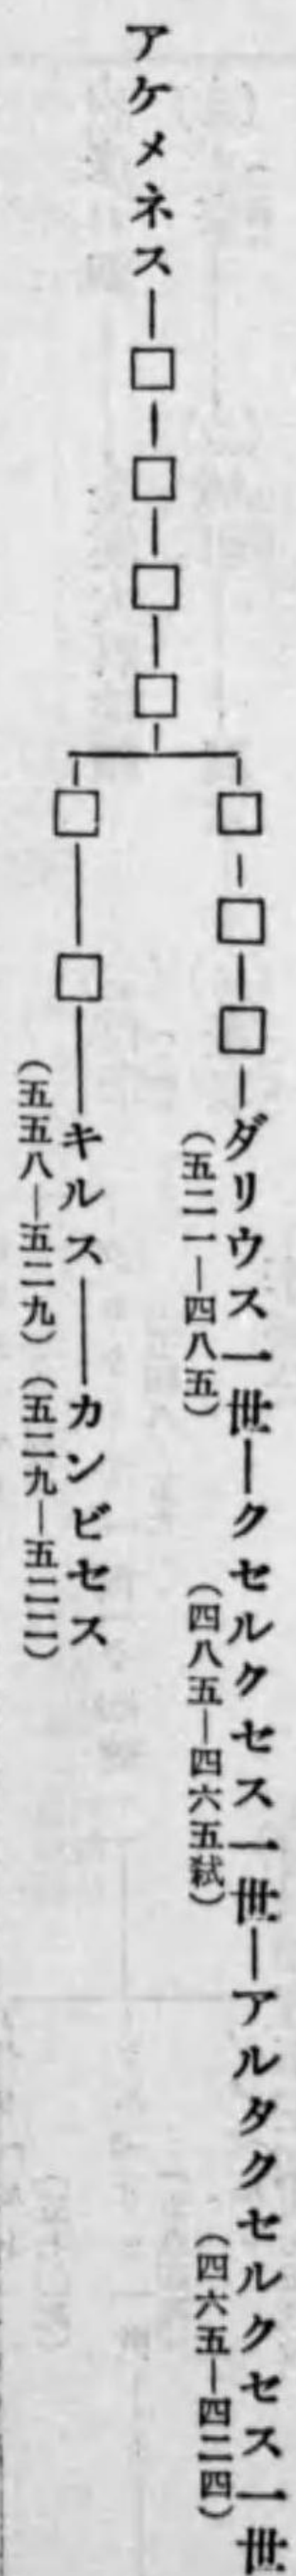 アケメネス―□―□―□―□
□―□―□―ダリウス一世―クセルクセス一世―アルタクセルクセス一世
(五二一―四八五)
(四八五―四六五弑)
(四六五―四二四)
□――□――キルス――カンビセス
(五五八―五二九)
(五二九―五二二)